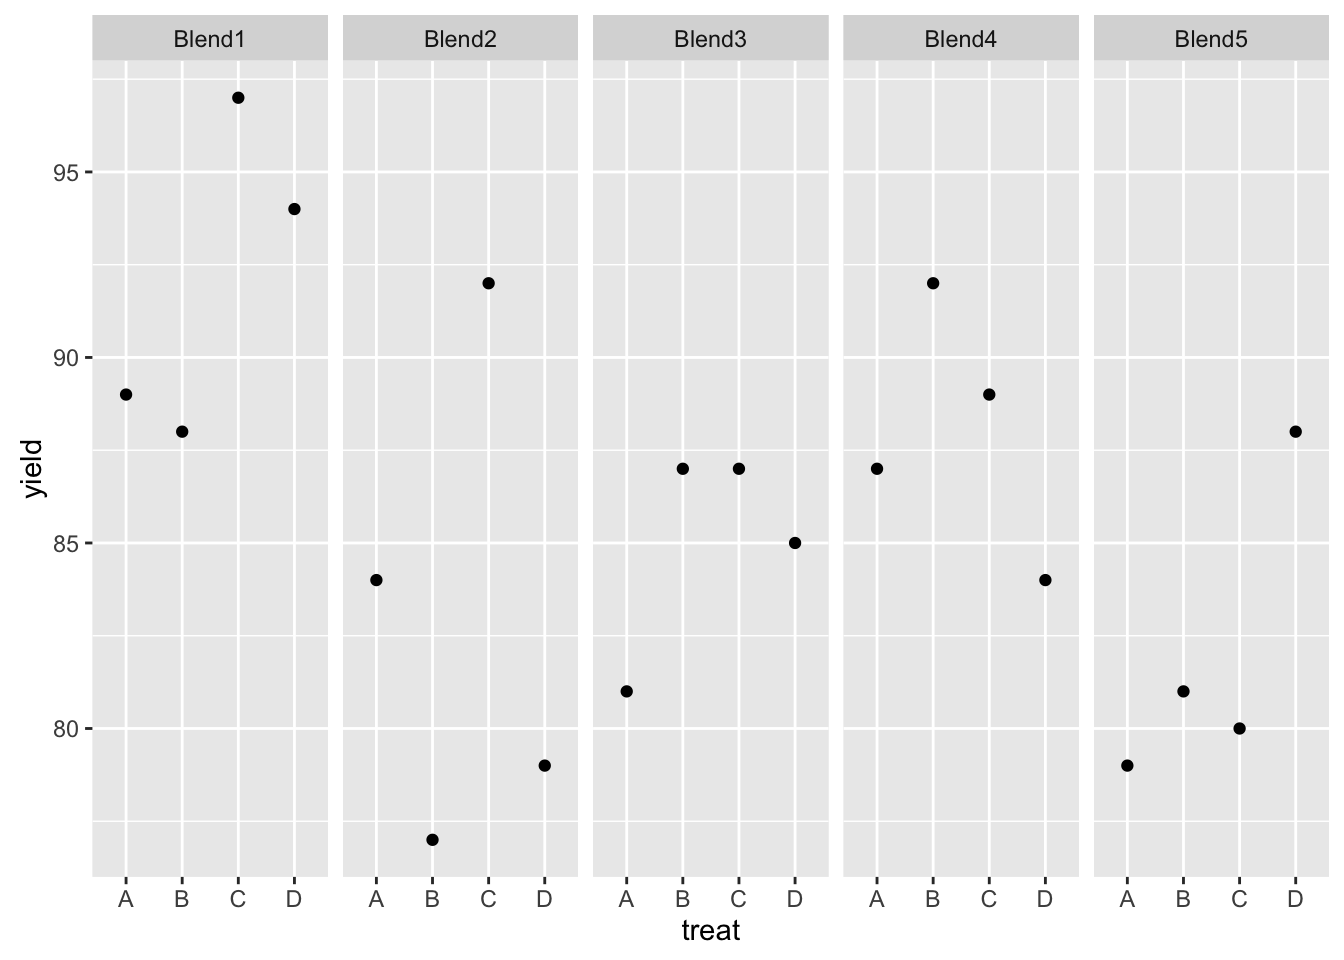 Blend1 Blend2 Blend3 Blend4 Blend5
95
90
85
80
yield
A B C D A B C D A B C D A B C D A B C D
treat